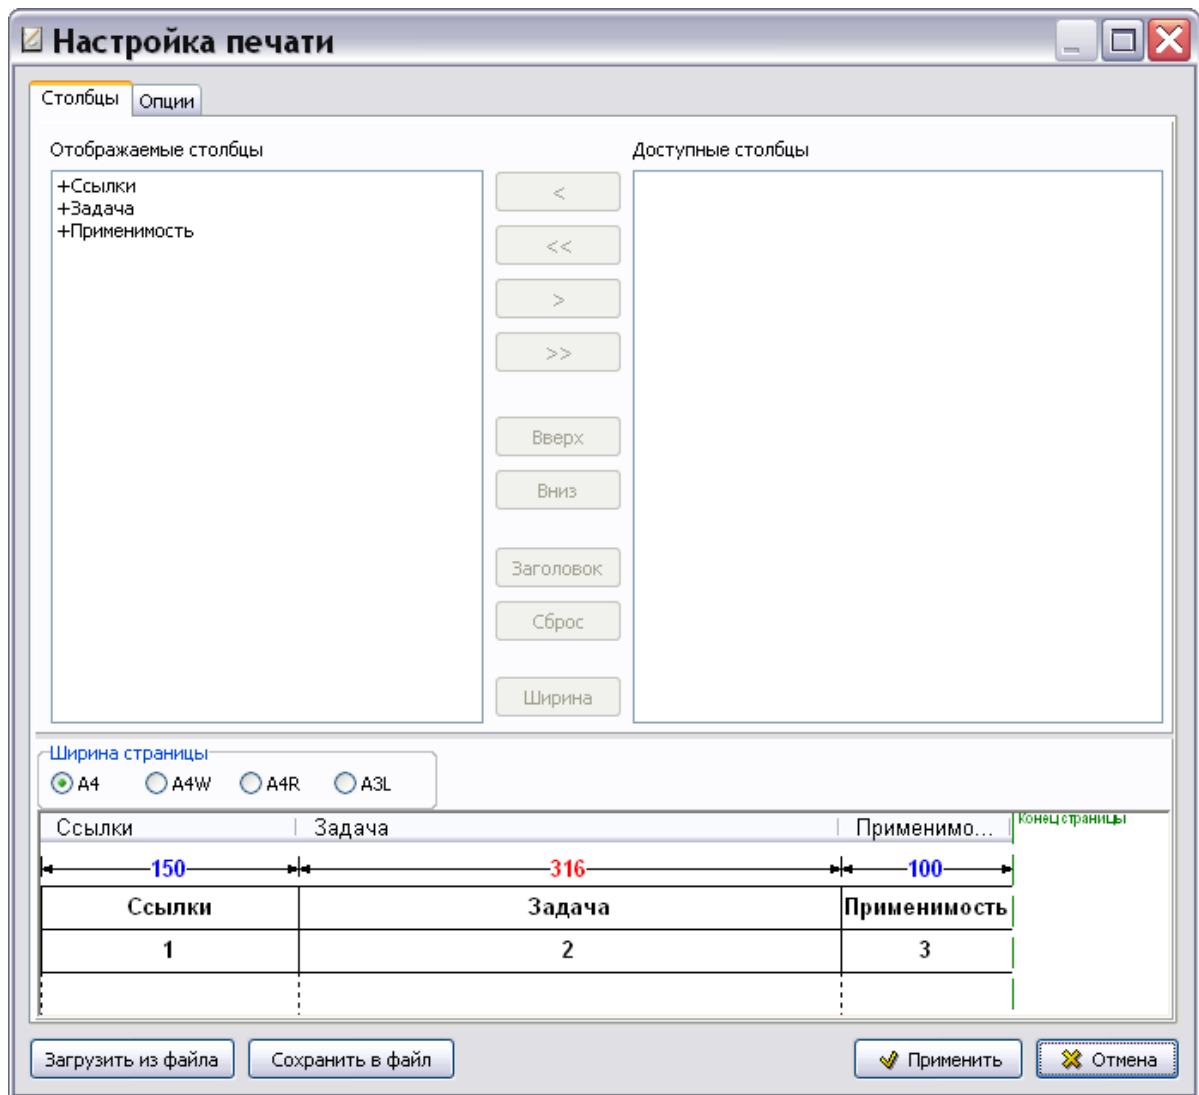 Настройка печати
Столбцы Опции
Отображаемые столбцы Доступные столбцы
+Ссылки
+Задача
+Применимость
<
<<
>
>>
Вверх
Вниз
Заголовок
Сброс
Ширина
Ширина страницы
A4 A4W A4R A3L
Ссылки Задача Применимо... Конец страницы
150 316 100
Ссылки Задача Применимость
1 2 3
Загрузить из файла Сохранить в файл Применить Отмена